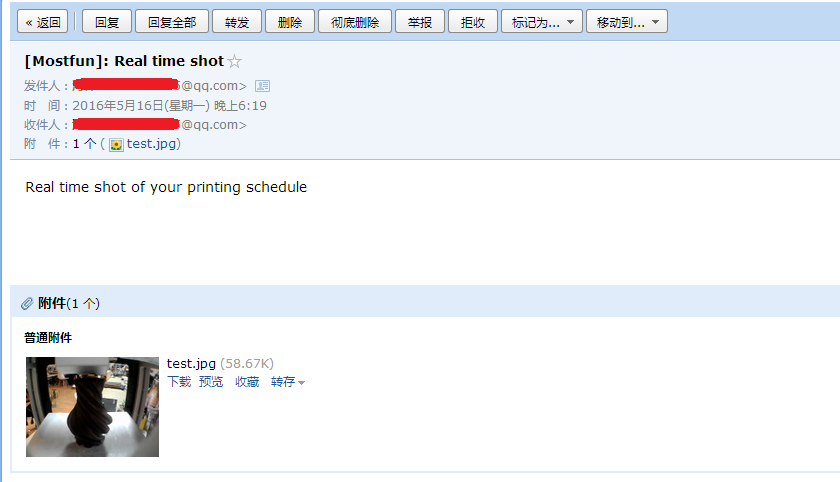 « 返回 回复 回复全部 转发 删除 彻底删除 举报 拒收 标记为... 移动到...
[Mostfun]: Real time shot
发件人: 6@qq.com>
时 间: 2016年5月16日(星期一) 晚上6:19
收件人: 6@qq.com>
附 件: 1 个 ( test.jpg)
Real time shot of your printing schedule
附件(1 个)
普通附件
test.jpg (58.67K)
下载 预览 收藏 转存